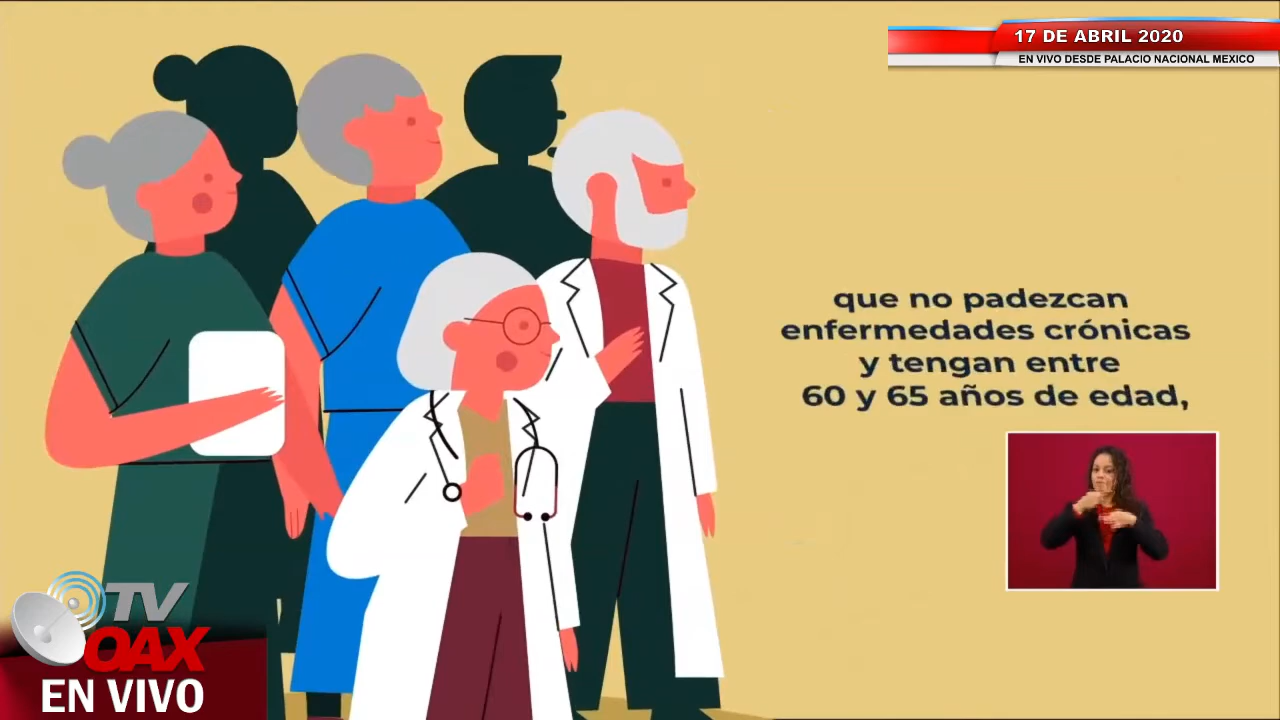 17 DE ABRIL 2020
EN VIVO DESDE PALACIO NACIONAL MEXICO
que no padezcan
enfermedades crónicas
y tengan entre
60 y 65 años de edad,
TV
OAX
EN VIVO